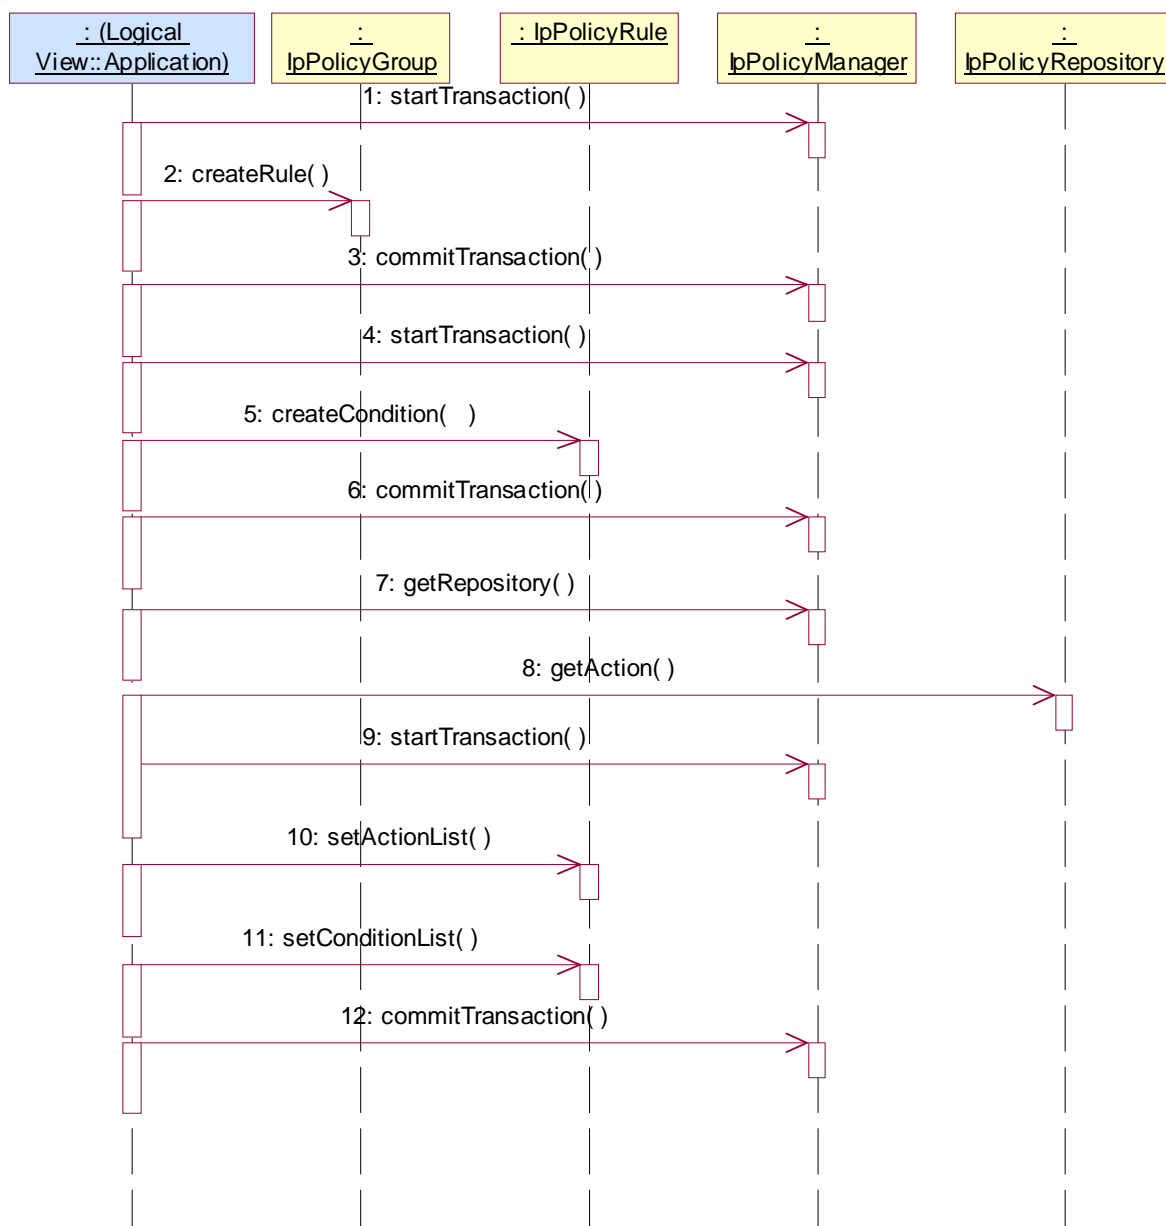 : (Logical
View::Application)
:
IpPolicyGroup
: IpPolicyRule
:
IpPolicyManager
:
IpPolicyRepository
1: startTransaction( )
2: createRule( )
3: commitTransaction( )
4: startTransaction( )
5: createCondition( )
6: commitTransaction( )
7: getRepository( )
8: getAction( )
9: startTransaction( )
10: setActionList( )
11: setConditionList( )
12: commitTransaction( )